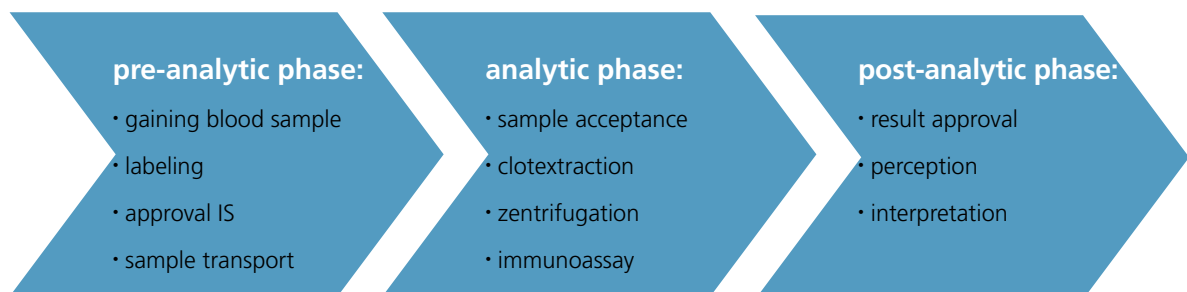 pre-analytic phase:
• gaining blood sample
• labeling
• approval IS
• sample transport
analytic phase:
• sample acceptance
• clotextraction
• zentrifugation
• immunoassay
post-analytic phase:
• result approval
• perception
• interpretation